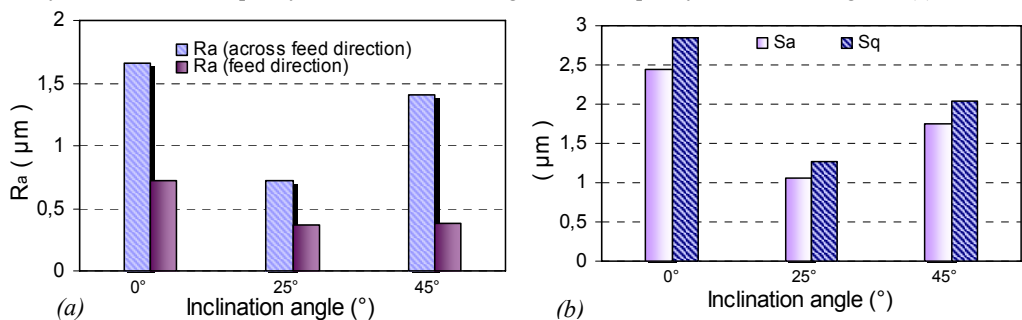 2
1,5
1
0,5
0
Ra ( µm )
Ra (across feed direction)
Ra (feed direction)
0° 25° 45°
(a) Inclination angle (°)
3
2,5
2
1,5
1
0,5
0
( µm )
Sa Sq
0° 25° 45°
(b) Inclination angle (°)